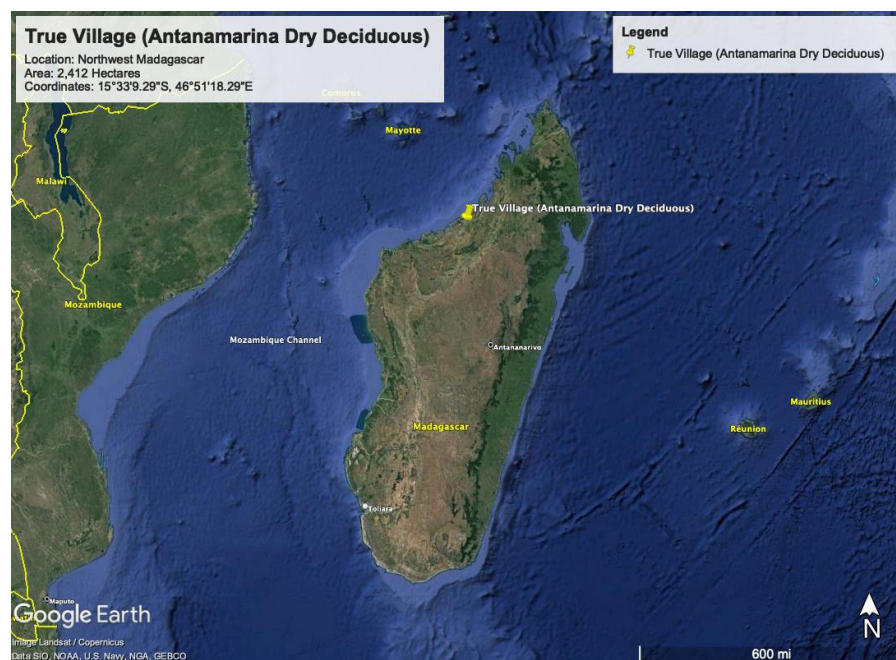 True Village (Antanamarina Dry Deciduous)
Location: Northwest Madagascar
Area: 2,412 Hectares
Coordinates: 15°33'9.29"S, 46°51'18.29"E
Legend
True Village (Antanamarina Dry Deciduous)
Comoros
Mayotte
Malawi
True Village (Antanamarina Dry Deciduous)
Mozambique
Mozambique Channel
Antananarivo
Mauritius
Madagascar
Réunion
Toliara
Maputo
Google Earth
Image Landsat / Copernicus
Data SIO, NOAA, U.S. Navy, NGA, GEBCO
N
600 mi